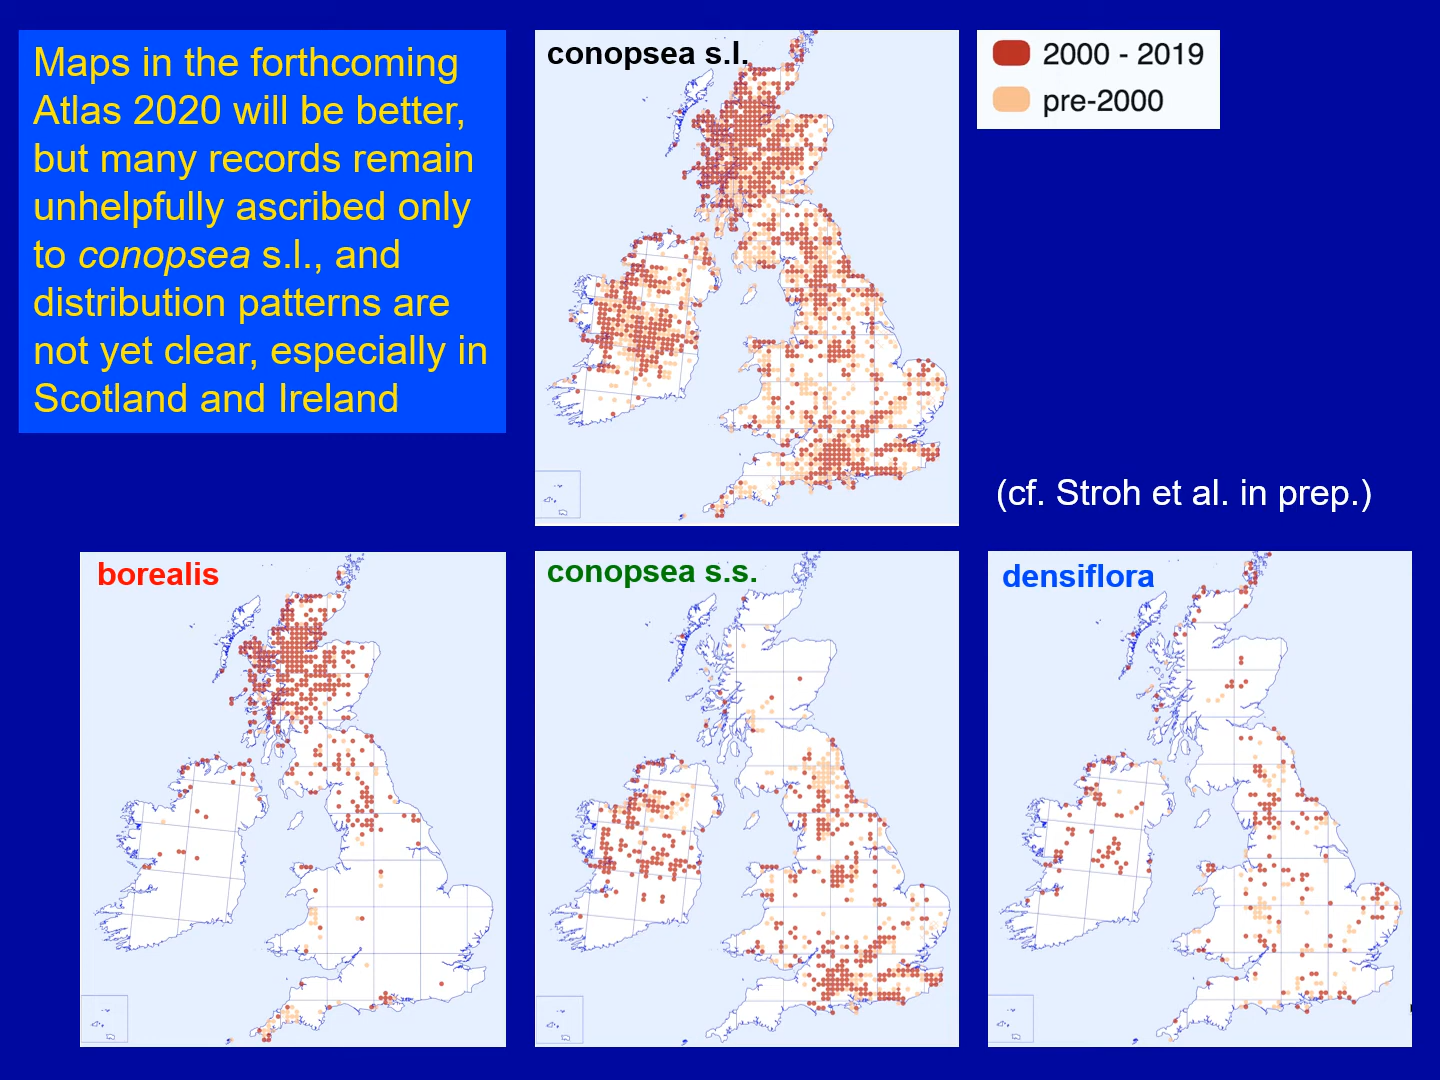 Maps in the forthcoming
Atlas 2020 will be better,
but many records remain
unhelpfully ascribed only
to conopsea s.l., and
distribution patterns are
not yet clear, especially in
Scotland and Ireland
conopsea s.l.
2000 - 2019
pre-2000
(cf. Stroh et al. in prep.)
borealis
conopsea s.s.
densiflora